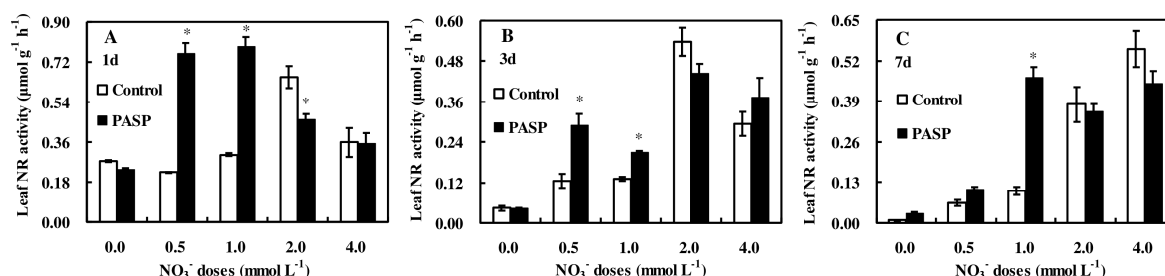 Leaf NR activity (μmol g⁻¹ h⁻¹)
0.90
0.72
0.54
0.36
0.18
0.00
A
1d
Control
PASP
* * *
0.0 0.5 1.0 2.0 4.0
NO₃⁻ doses (mmol L⁻¹)
Leaf NR activity (μmol g⁻¹ h⁻¹)
0.60
0.48
0.36
0.24
0.12
0.00
B
3d
Control
PASP
* *
0.0 0.5 1.0 2.0 4.0
NO₃⁻ doses (mmol L⁻¹)
Leaf NR activity (μmol g⁻¹ h⁻¹)
0.65
0.52
0.39
0.26
0.13
0.00
C
7d
Control
PASP
*
0.0 0.5 1.0 2.0 4.0
NO₃⁻ doses (mmol L⁻¹)